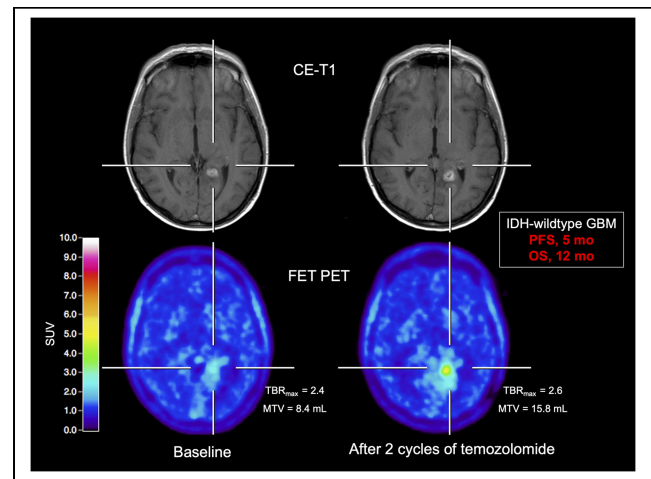 CE-T1
IDH-wildtype GBM
PFS, 5 mo
OS, 12 mo
FET PET
10.0
9.0
8.0
7.0
6.0
5.0
4.0
3.0
2.0
1.0
0.0
SUV
TBRmax = 2.4
MTV = 8.4 mL
TBRmax = 2.6
MTV = 15.8 mL
Baseline
After 2 cycles of temozolomide